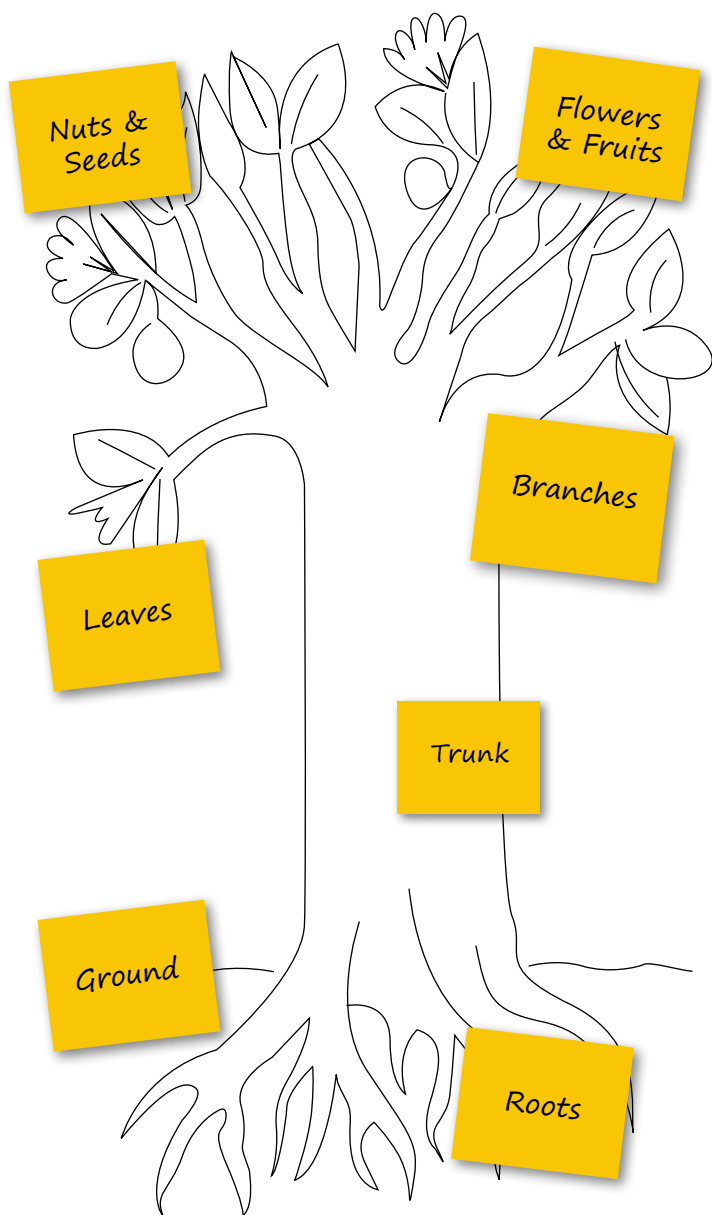 Nuts &
Seeds
Flowers
& Fruits
Branches
Leaves
Trunk
Ground
Roots